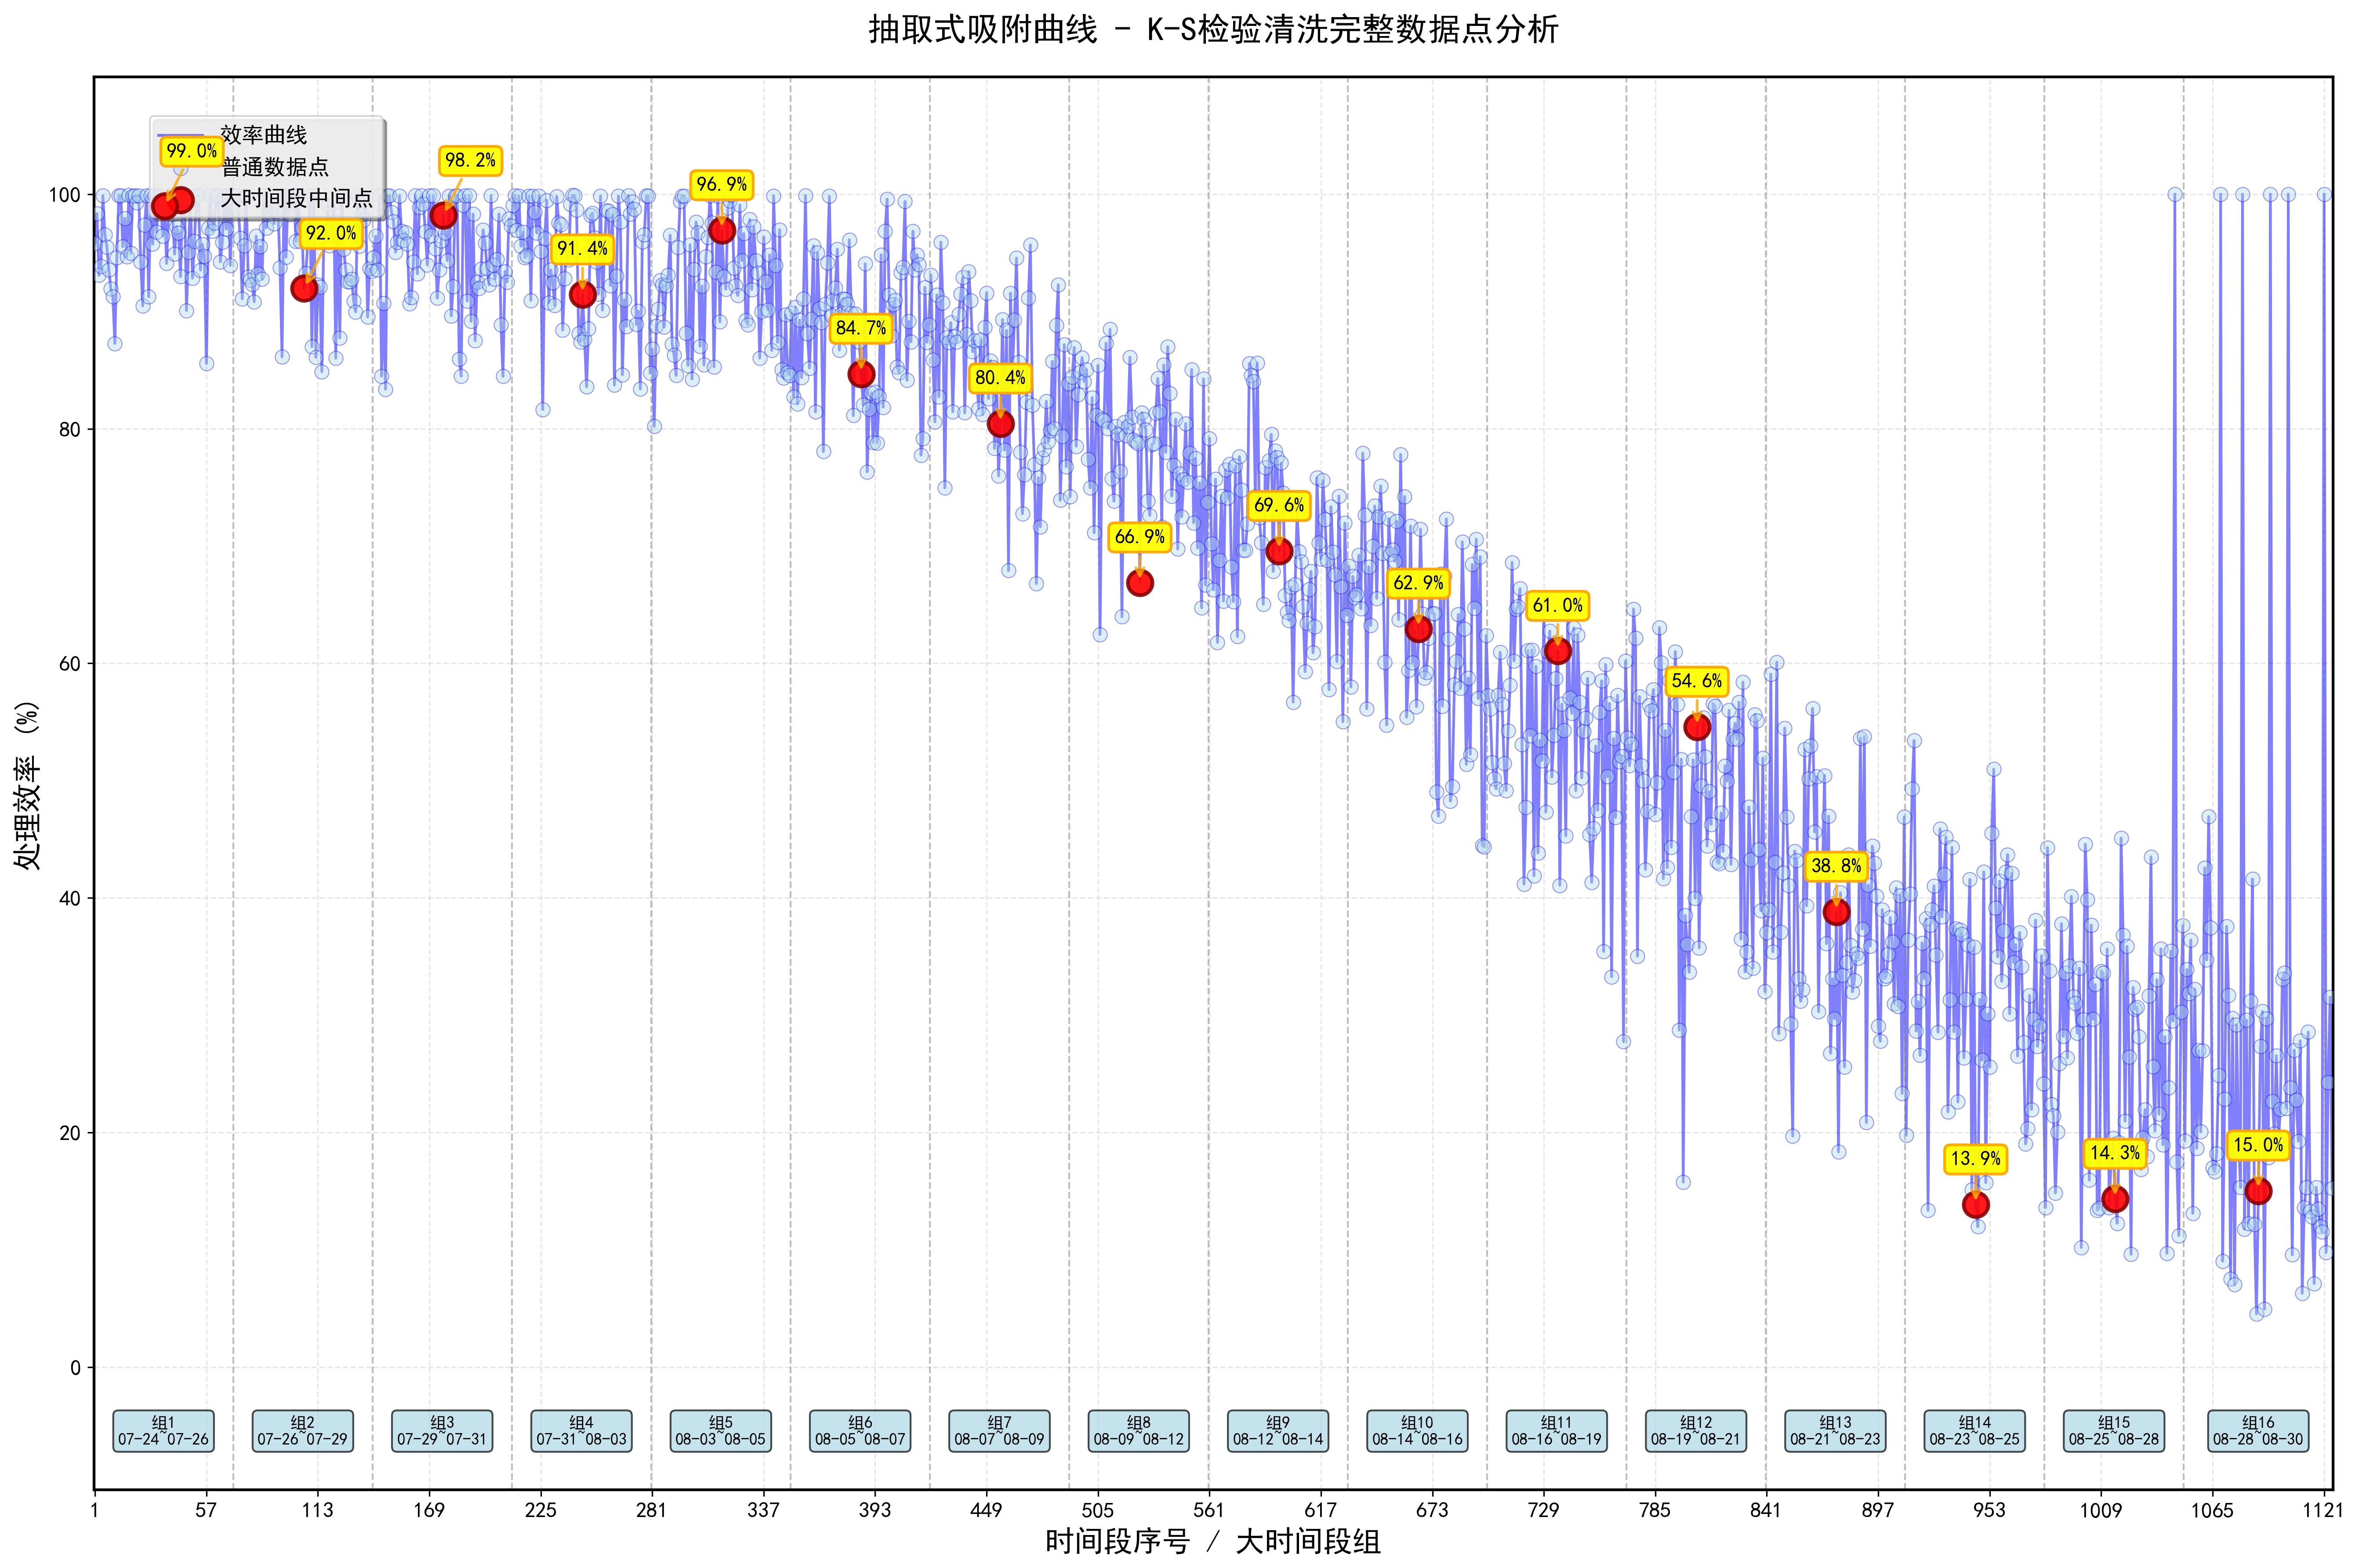 抽取式吸附曲线 - K-S检验清洗完整数据点分析
效率曲线
普通数据点
大时间段中间点
99.0%
92.0%
98.2%
91.4%
96.9%
84.7%
80.4%
66.9%
69.6%
62.9%
61.0%
54.6%
38.8%
13.9%
14.3%
15.0%
处理效率 (%)
100
80
60
40
20
0
组1
07-24~07-26
组2
07-26~07-29
组3
07-29~07-31
组4
07-31~08-03
组5
08-03~08-05
组6
08-05~08-07
组7
08-07~08-09
组8
08-09~08-12
组9
08-12~08-14
组10
08-14~08-16
组11
08-16~08-19
组12
08-19~08-21
组13
08-21~08-23
组14
08-23~08-25
组15
08-25~08-28
组16
08-28~08-30
1 57 113 169 225 281 337 393 449 505 561 617 673 729 785 841 897 953 1009 1065 1121
时间段序号 / 大时间段组